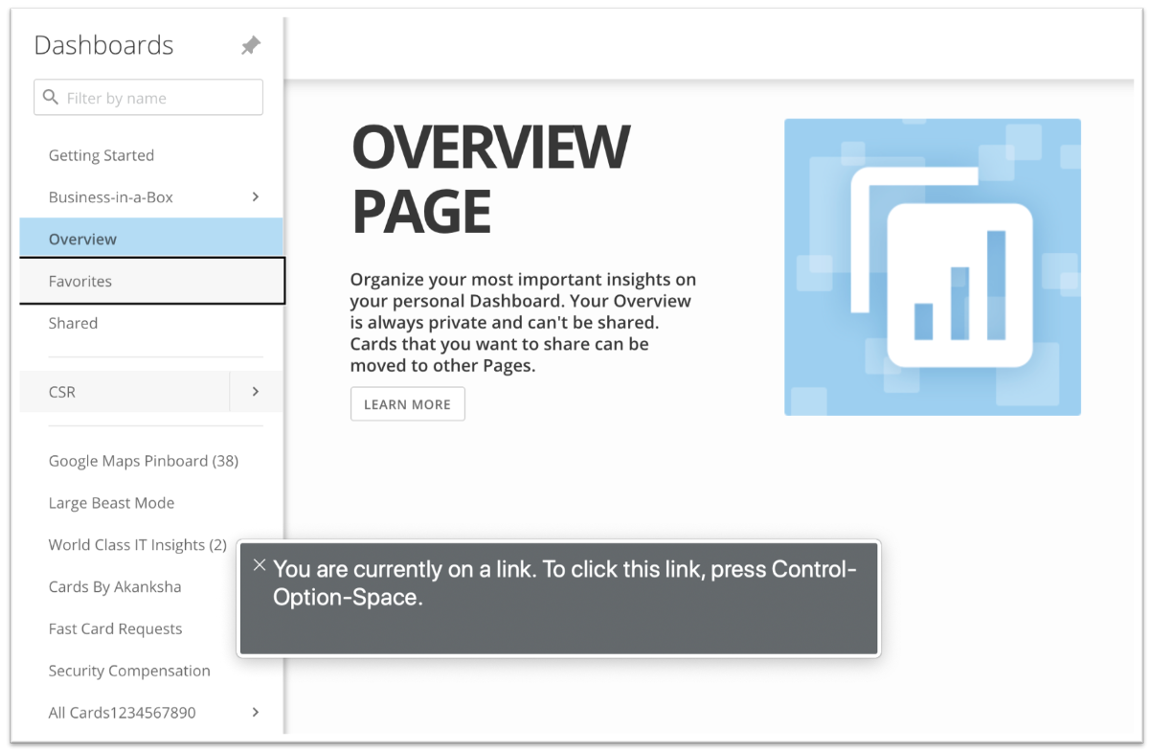 Dashboards
Filter by name
Getting Started
Business-in-a-Box
Overview
Favorites
Shared
CSR
Google Maps Pinboard (38)
Large Beast Mode
World Class IT Insights (2)
Cards By Akanksha
Fast Card Requests
Security Compensation
All Cards1234567890
OVERVIEW
PAGE
Organize your most important insights on
your personal Dashboard. Your Overview
is always private and can't be shared.
Cards that you want to share can be
moved to other Pages.
LEARN MORE
You are currently on a link. To click this link, press Control-
Option-Space.